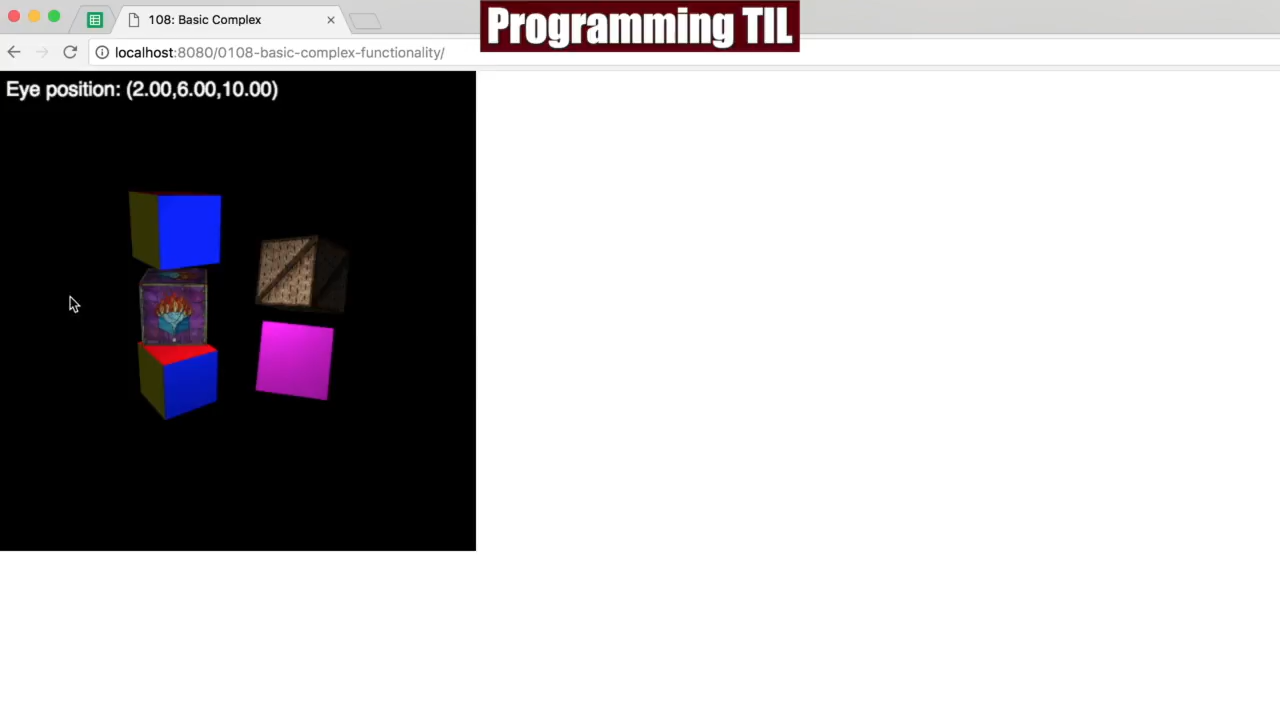 108: Basic Complex
Programming TIL
localhost:8080/0108-basic-complex-functionality/
Eye position: (2.00,6.00,10.00)